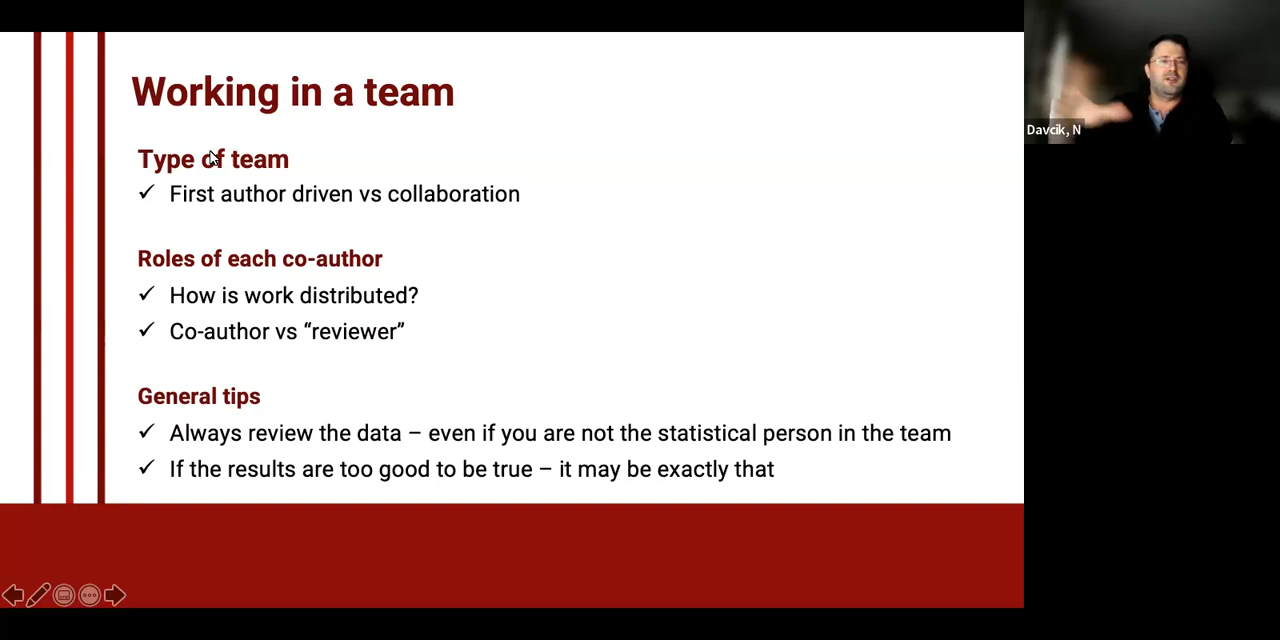 Working in a team
Type of team
✓ First author driven vs collaboration
Roles of each co-author
✓ How is work distributed?
✓ Co-author vs “reviewer”
General tips
✓ Always review the data – even if you are not the statistical person in the team
✓ If the results are too good to be true – it may be exactly that
Davcik, N